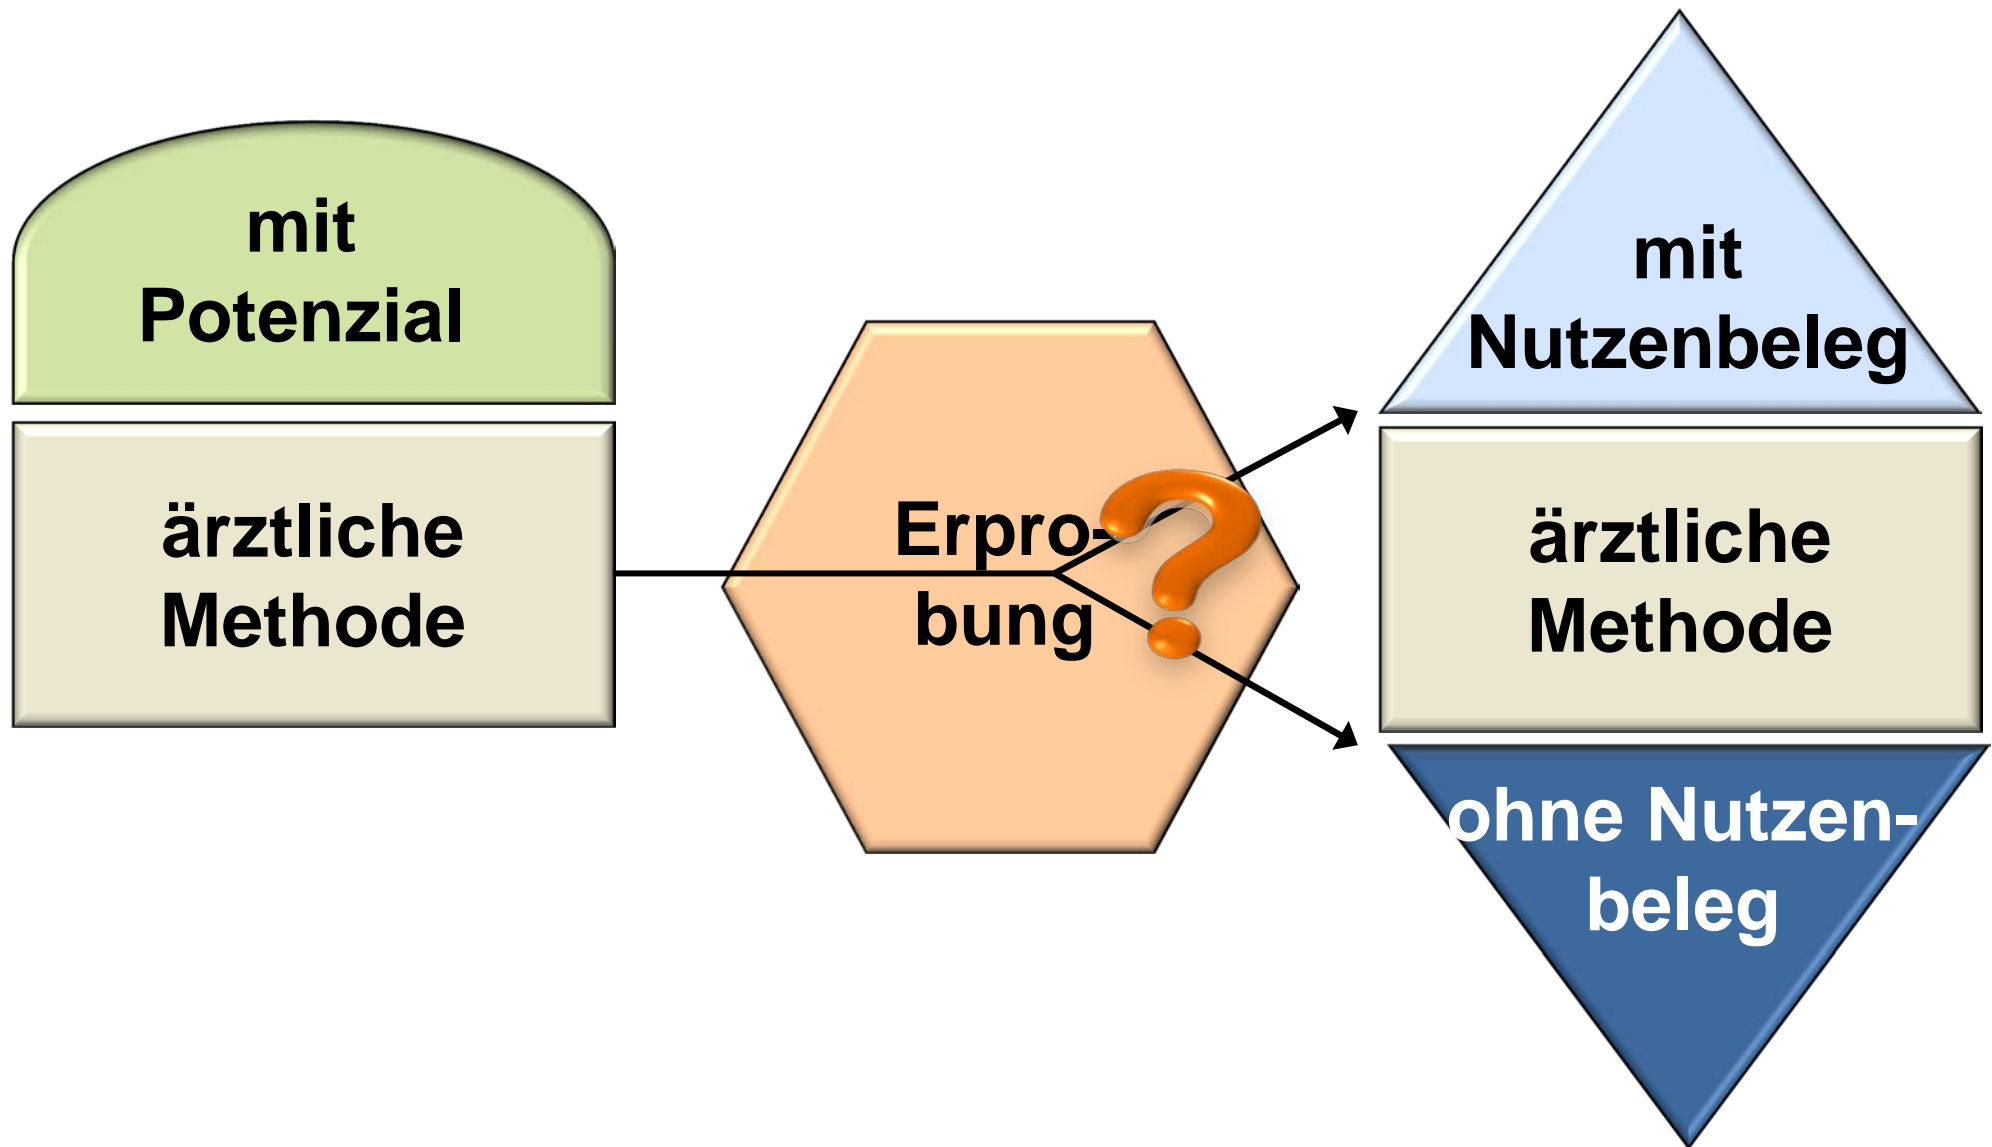 mit
Potenzial
ärztliche
Methode
Erpro-
bung
?
mit
Nutzenbeleg
ärztliche
Methode
ohne Nutzen-
beleg